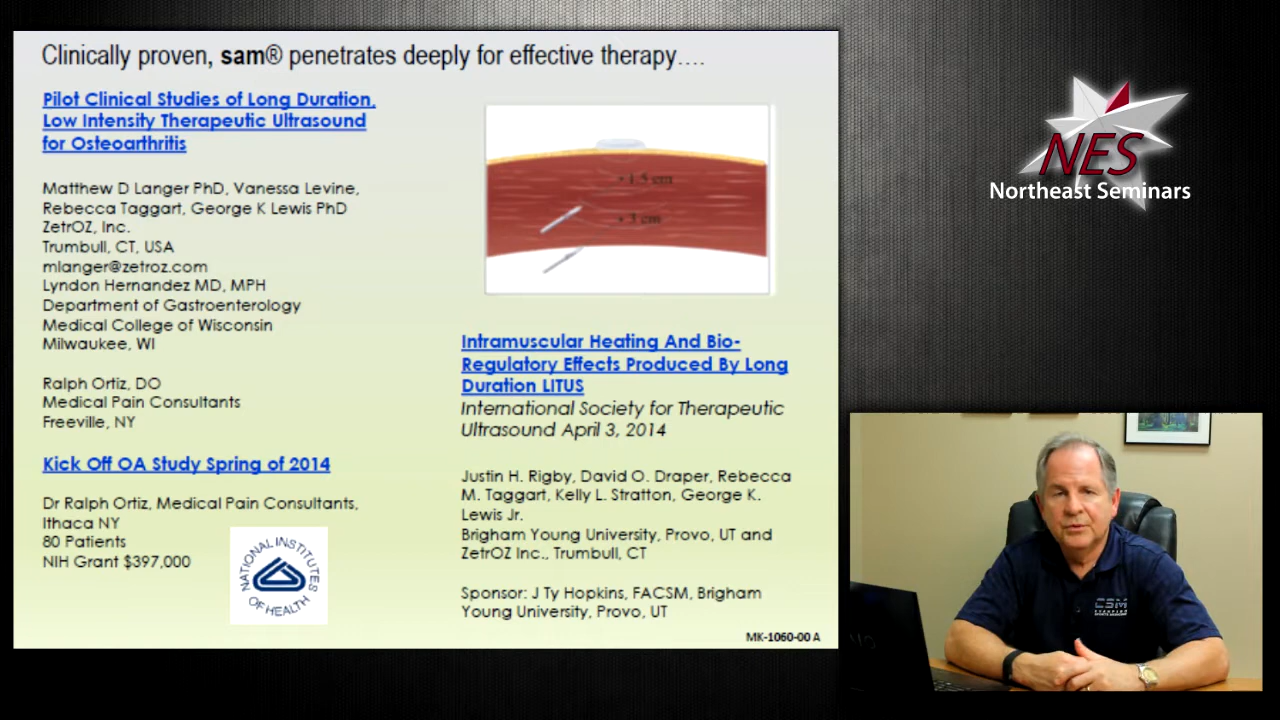 Clinically proven, sam® penetrates deeply for effective therapy….
Pilot Clinical Studies of Long Duration,
Low Intensity Therapeutic Ultrasound
for Osteoarthritis
Matthew D Langer PhD, Vanessa Levine,
Rebecca Taggart, George K Lewis PhD
ZetrOZ, Inc.
Trumbull, CT, USA
mlanger@zetroz.com
Lyndon Hernandez MD, MPH
Department of Gastroenterology
Medical College of Wisconsin
Milwaukee, WI
Ralph Ortiz, DO
Medical Pain Consultants
Freeville, NY
Kick Off OA Study Spring of 2014
Dr Ralph Ortiz, Medical Pain Consultants,
Ithaca NY
80 Patients
NIH Grant $397,000
NATIONAL INSTITUTES
OF HEALTH
• 1.5 cm
• 3 cm
Intramuscular Heating And Bio-
Regulatory Effects Produced By Long
Duration LITUS
International Society for Therapeutic
Ultrasound April 3, 2014
Justin H. Rigby, David O. Draper, Rebecca
M. Taggart, Kelly L. Stratton, George K.
Lewis Jr.
Brigham Young University, Provo, UT and
ZetrOZ Inc., Trumbull, CT
Sponsor: J Ty Hopkins, FACSM, Brigham
Young University, Provo, UT
MK-1060-00 A
NES
Northeast Seminars
CSM